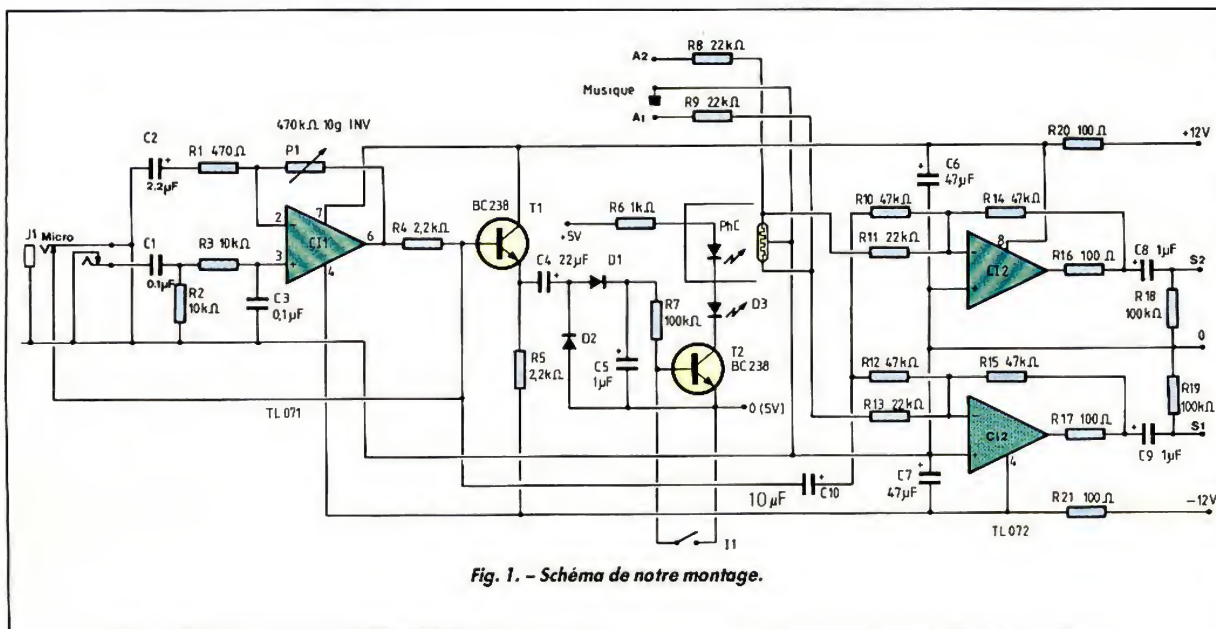 A2
R8 22kΩ
Musique
A1
R9 22kΩ
470kΩ 10g INV
P1
C2
2.2µF
R1 470Ω
J1 Micro
C1
0.1µF
R3 10kΩ
R2
10kΩ
C3
0,1µF
2
3
7
6
4
CI1
TL 071
R4 2,2kΩ
BC238
T1
R5
2,2kΩ
C4 22µF
D1
D2
C5
1µF
+5V
R6 1kΩ
PhC
D3
R7
100kΩ
T2
BC238
0 (5V)
10µF
C10
I1
C6
47µF
C7
47µF
R10 47kΩ
R11 22kΩ
R14 47kΩ
-
+
8
CI2
R16 100Ω
C8 1µF
S2
R18
100kΩ
0
R12 47kΩ
R13 22kΩ
R15 47kΩ
-
+
4
CI2
R17 100Ω
C9 1µF
S1
R19
100kΩ
R20 100Ω
+12V
R21 100Ω
-12V
TL 072
Fig. 1. – Schéma de notre montage.